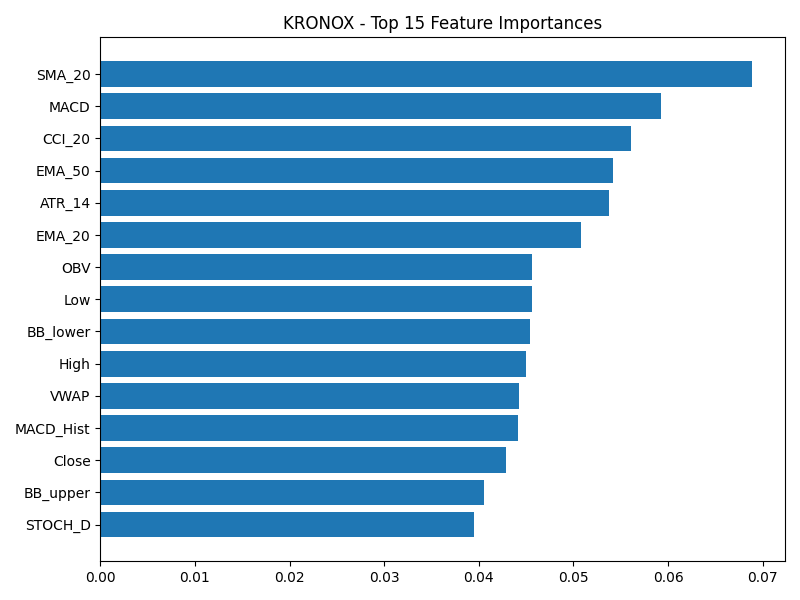 KRONOX - Top 15 Feature Importances
SMA_20
MACD
CCI_20
EMA_50
ATR_14
EMA_20
OBV
Low
BB_lower
High
VWAP
MACD_Hist
Close
BB_upper
STOCH_D
0.00 0.01 0.02 0.03 0.04 0.05 0.06 0.07